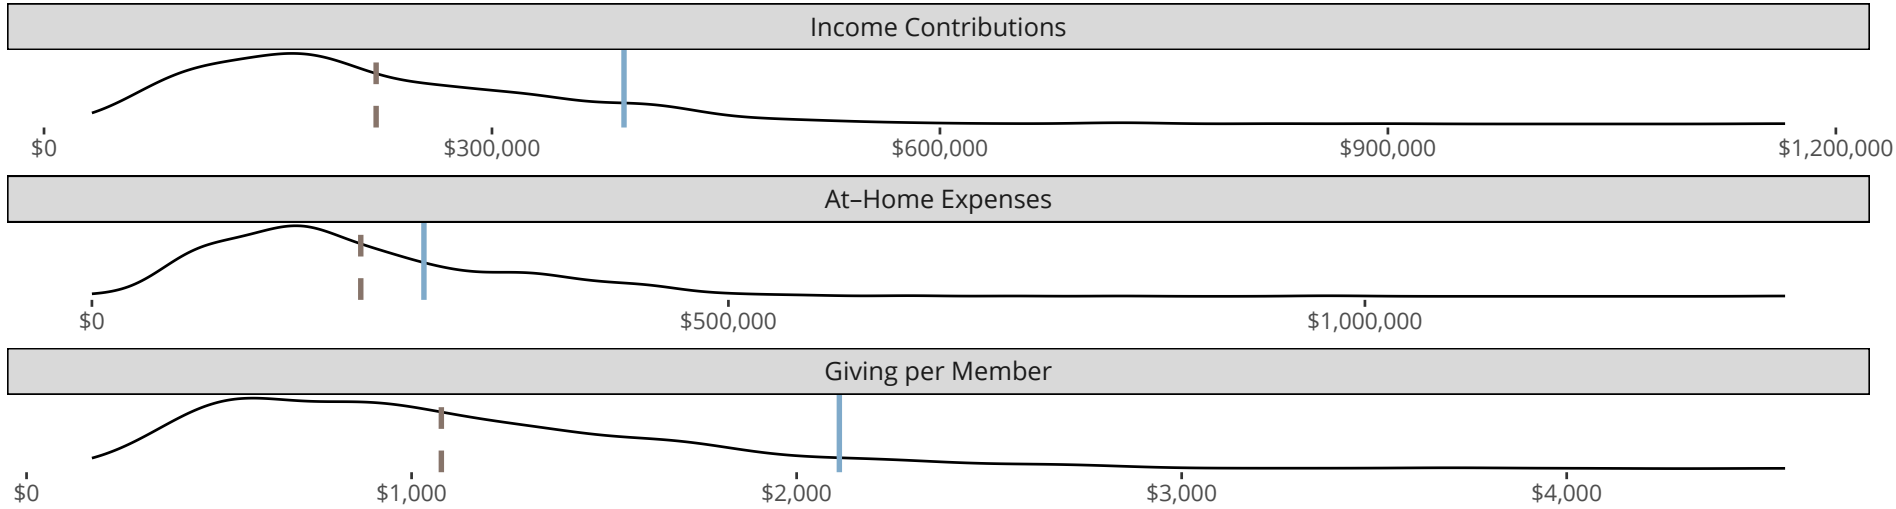 Income Contributions
$0 $300,000 $600,000 $900,000 $1,200,000
At–Home Expenses
$0 $500,000 $1,000,000
Giving per Member
$0 $1,000 $2,000 $3,000 $4,000